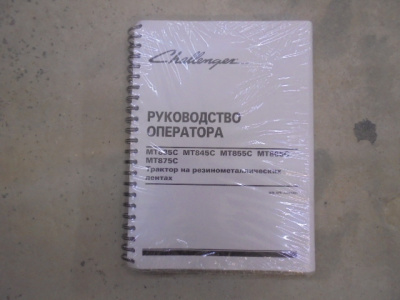 Challenger
РУКОВОДСТВО
ОПЕРАТОРА
MT835C MT845C MT855C MT865C
MT875C
Трактор на резинометаллических
лентах